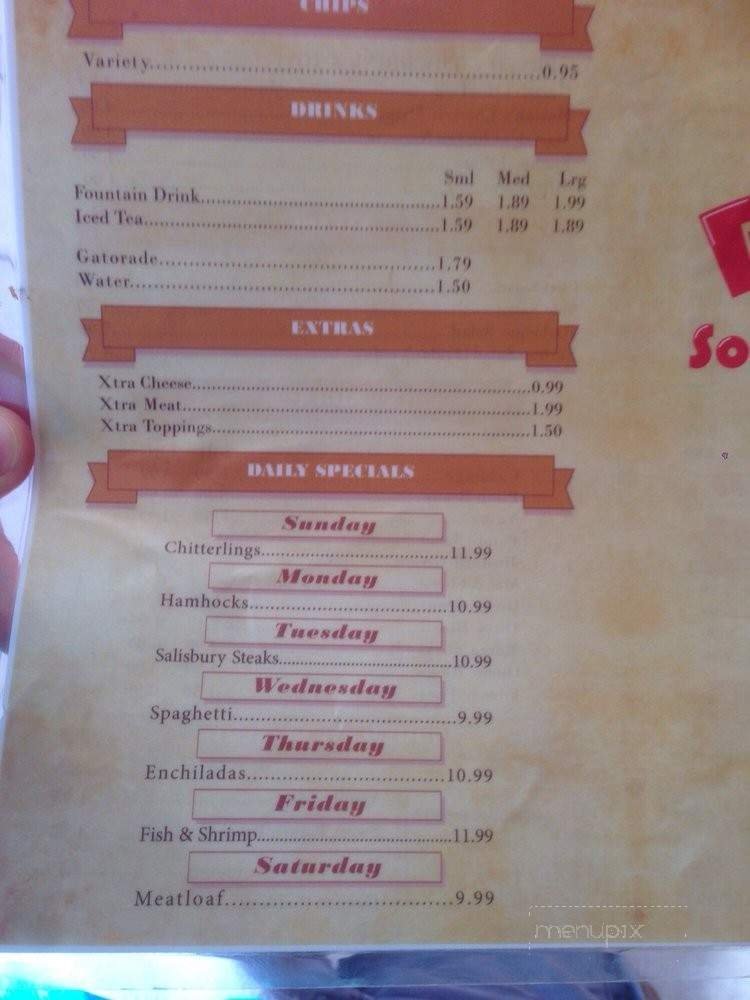 CHIPS
Variety..................................................0.95
DRINKS
Sml Med Lrg
Fountain Drink..............................1.59 1.89 1.99
Iced Tea.....................................1.59 1.89 1.89
Gatorade...................................1.79
Water.......................................1.50
EXTRAS
Xtra Cheese.............................................0.99
Xtra Meat...............................................1.99
Xtra Toppings..........................................1.50
DAILY SPECIALS
Sunday
Chitterlings...............................11.99
Monday
Hamhocks................................10.99
Tuesday
Salisbury Steaks..........................10.99
Wednesday
Spaghetti...................................9.99
Thursday
Enchiladas...............................10.99
Friday
Fish & Shrimp............................11.99
Saturday
Meatloaf...................................9.99
So
menupix